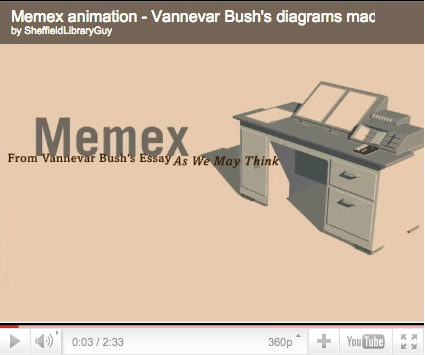 Memex animation - Vannevar Bush's diagrams mad
by SheffieldLibraryGuy
Memex
From Vannevar Bush's Essay As We May Think
0:03 / 2:33
360p
YouTube